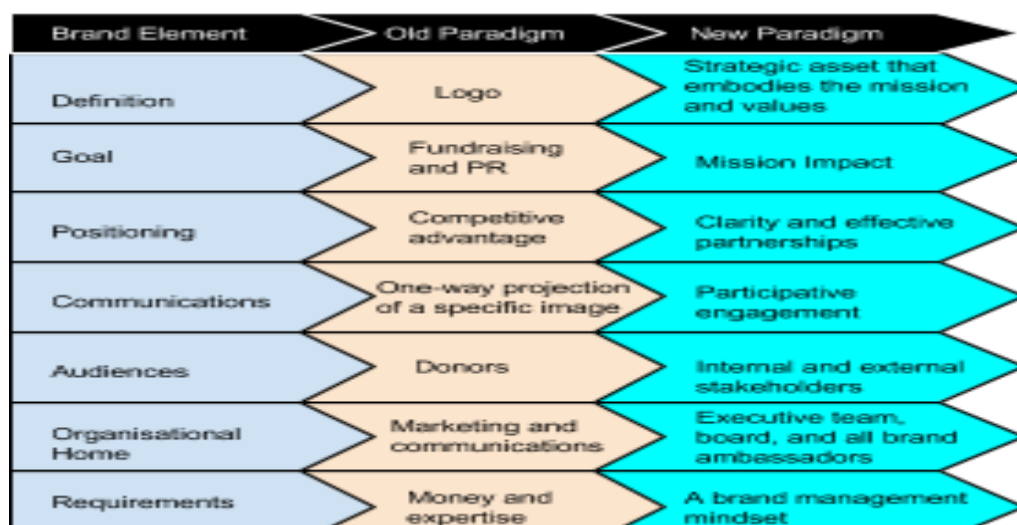 Brand Element
Old Paradigm
New Paradigm
Definition
Logo
Strategic asset that
embodies the mission
and values
Goal
Fundraising
and PR
Mission Impact
Positioning
Competitive
advantage
Clarity and effective
partnerships
Communications
One-way projection
of a specific image
Participative
engagement
Audiences
Donors
Internal and external
stakeholders
Organisational
Home
Marketing and
communications
Executive team,
board, and all brand
ambassadors
Requirements
Money and
expertise
A brand management
mindset